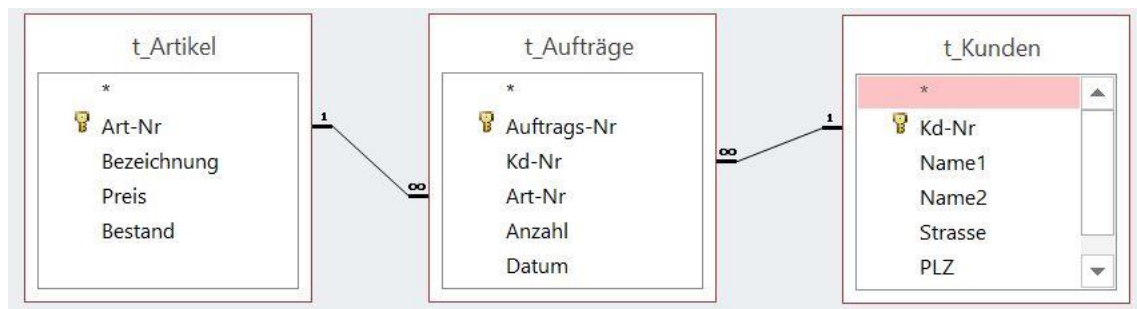 t_Artikel
*
Art-Nr
Bezeichnung
Preis
Bestand
1
∞
t_Aufträge
*
Auftrags-Nr
Kd-Nr
Art-Nr
Anzahl
Datum
∞
1
t_Kunden
*
Kd-Nr
Name1
Name2
Strasse
PLZ